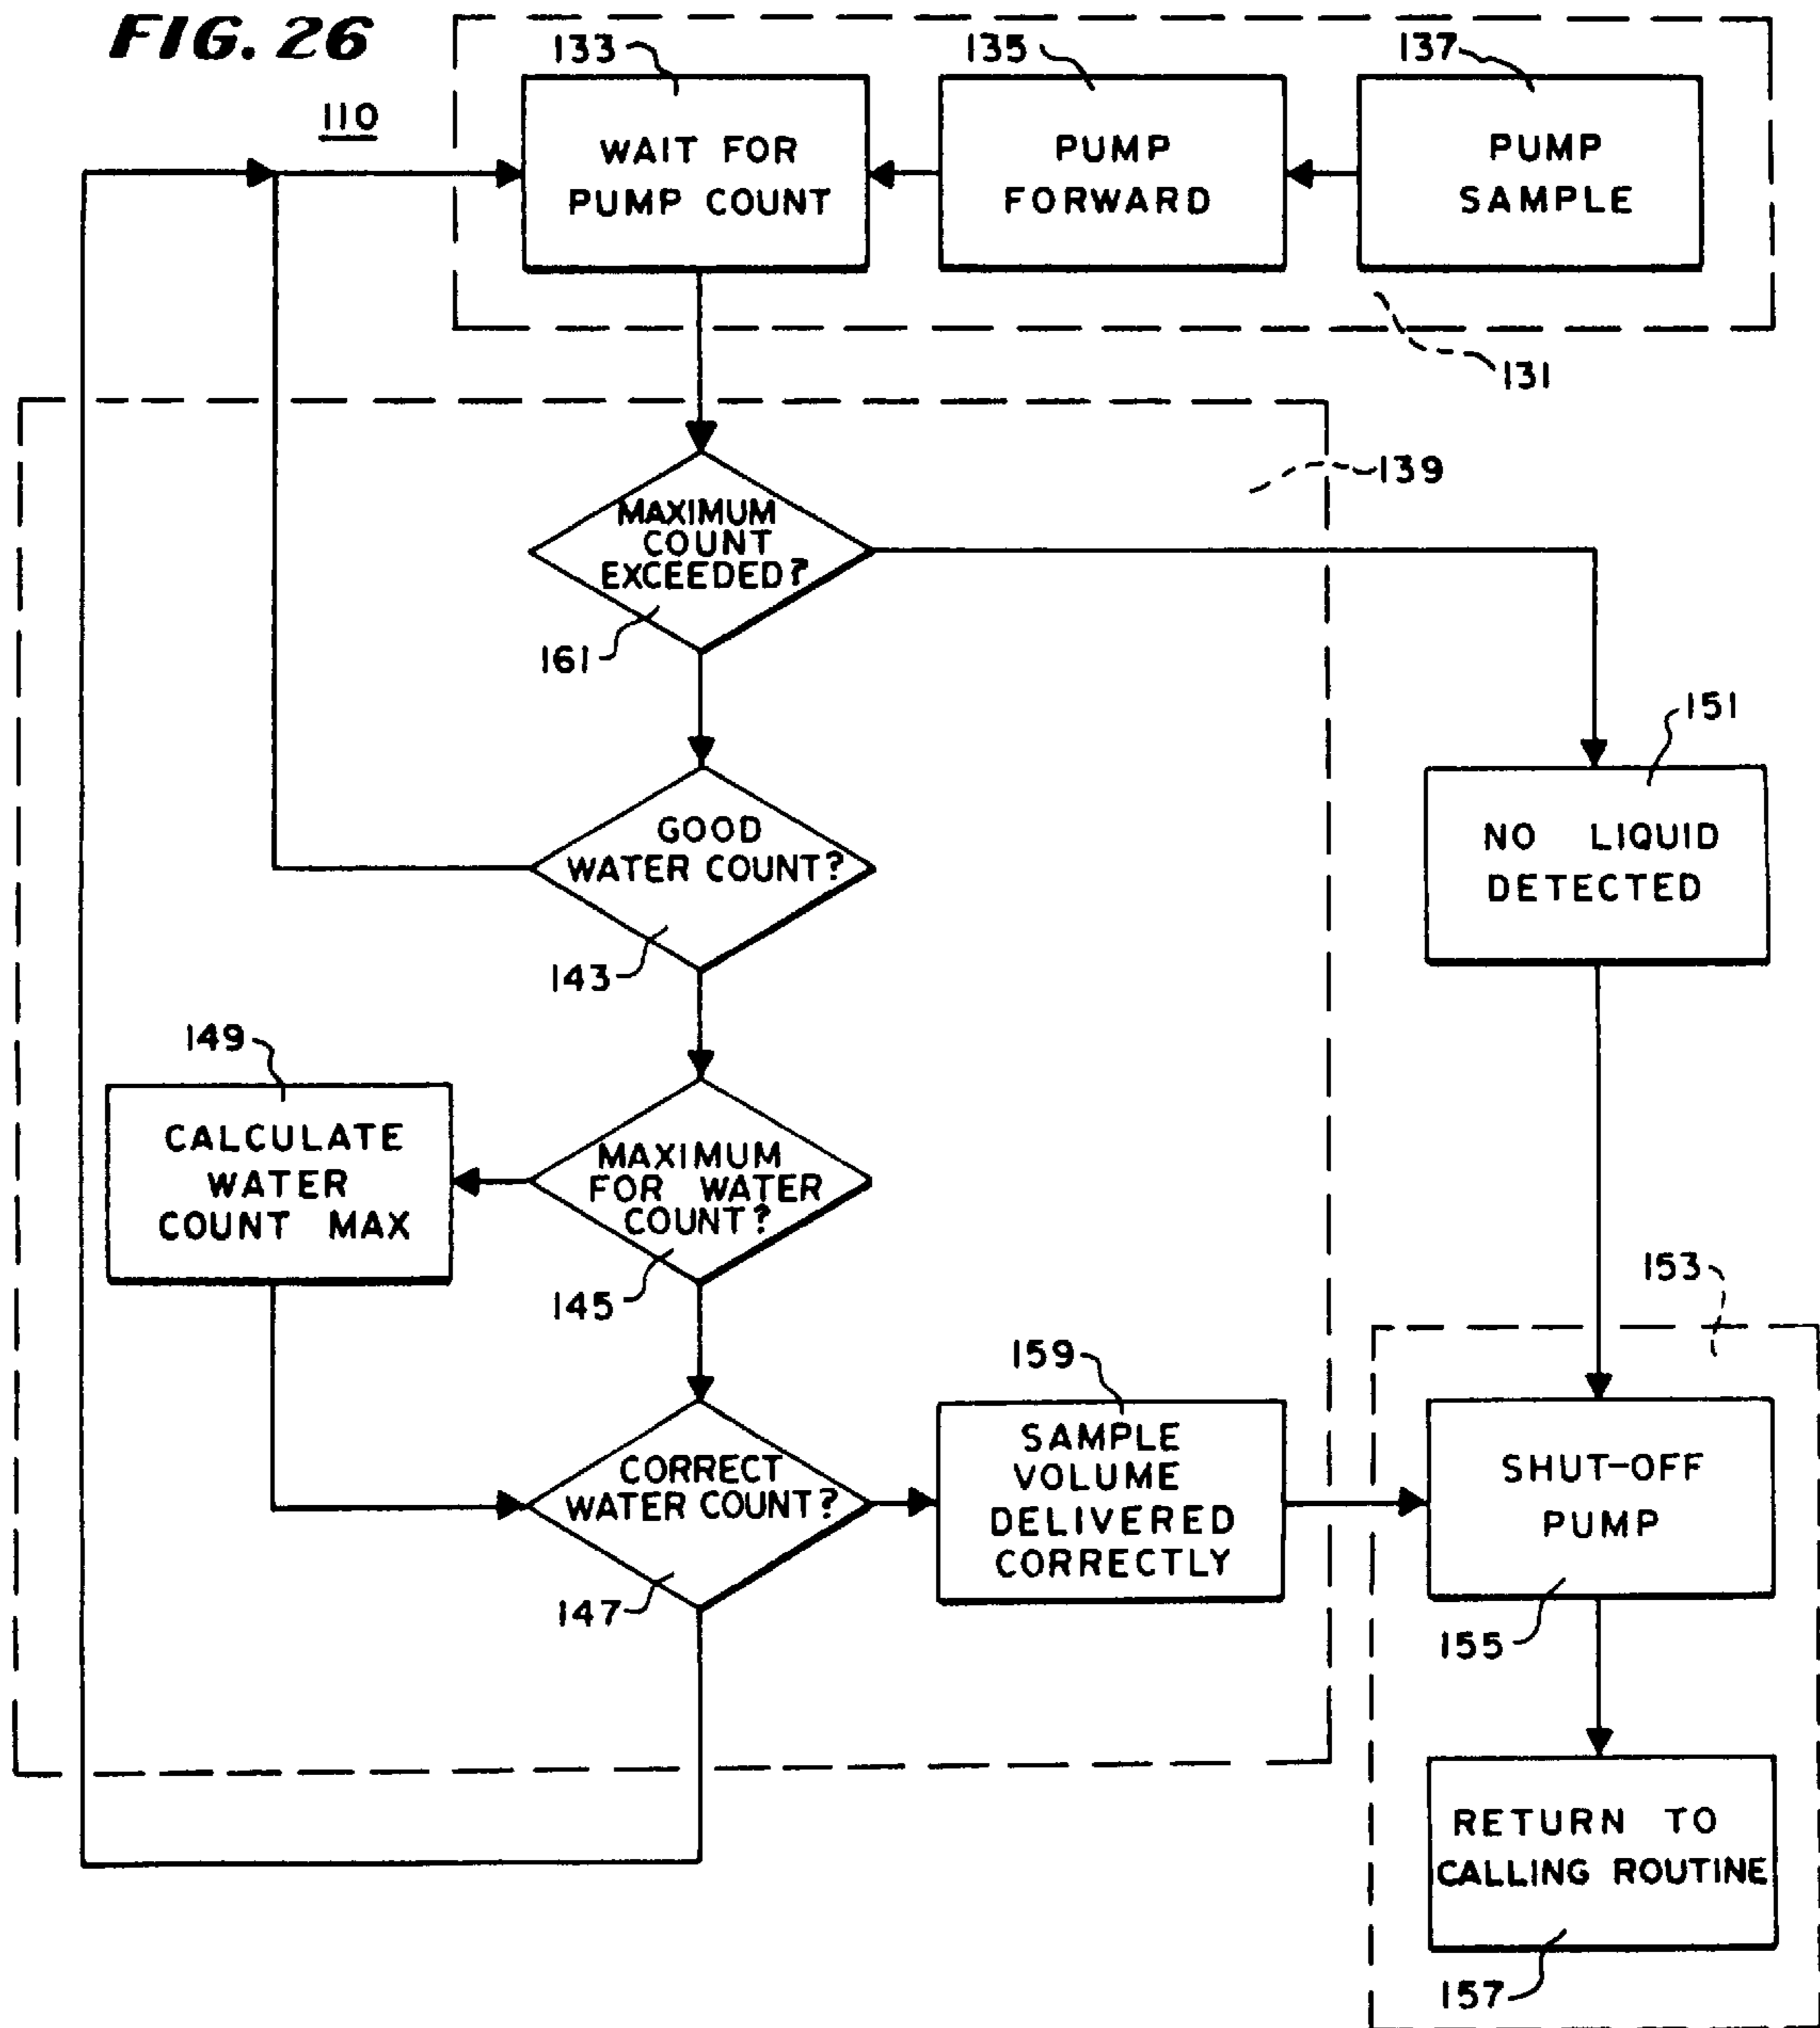 FIG. 26
110
133
WAIT FOR
PUMP COUNT
135
PUMP
FORWARD
137
PUMP
SAMPLE
131
139
MAXIMUM
COUNT
EXCEEDED?
161
GOOD
WATER COUNT?
143
151
NO LIQUID
DETECTED
149
CALCULATE
WATER
COUNT MAX
MAXIMUM
FOR WATER
COUNT?
145
153
CORRECT
WATER COUNT?
147
159
SAMPLE
VOLUME
DELIVERED
CORRECTLY
SHUT-OFF
PUMP
155
RETURN TO
CALLING ROUTINE
157